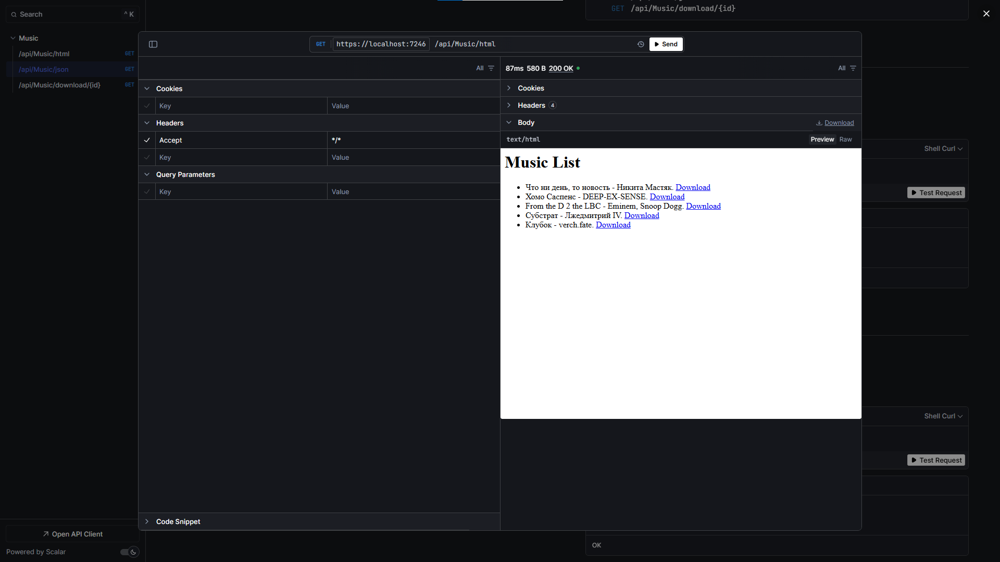 Search ^ K
Music
/api/Music/html GET
/api/Music/json GET
/api/Music/download/{id} GET
Open API Client
Powered by Scalar
GET /api/Music/download/{id}
GET https://localhost:7246 /api/Music/html Send
All
Cookies
Key Value
Headers
Accept */*
Key Value
Query Parameters
Key Value
Code Snippet
87ms 580 B 200 OK All
Cookies
Headers 4
Body Download
text/html Preview Raw
Music List
Что ни день, то новость - Никита Мастяк. Download
Хомо Саспенс - DEEP-EX-SENSE. Download
From the D 2 the LBC - Eminem, Snoop Dogg. Download
Субстрат - Лжедмитрий IV. Download
Клубок - verch.fate. Download
Shell Curl
Test Request
Shell Curl
Test Request
OK